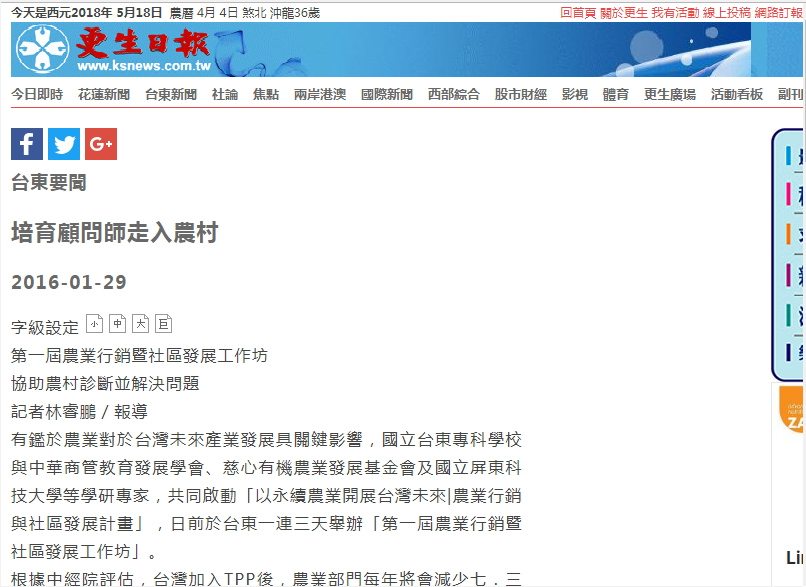 今天是西元2018年 5月18日 農曆 4月 4日 煞北 沖龍36歲
回首頁 關於更生 我有活動 線上投稿 網路訂報
更生日報
www.ksnews.com.tw
今日即時 花蓮新聞 台東新聞 社論 焦點 兩岸港澳 國際新聞 西部綜合 股市財經 影視 體育 更生廣場 活動看板 副刊
f G+
台東要聞
培育顧問師走入農村
2016-01-29
字級設定 小 中 大 巨
第一屆農業行銷暨社區發展工作坊
協助農村診斷並解決問題
記者林睿鵬／報導
有鑑於農業對於台灣未來產業發展具關鍵影響，國立台東專科學校
與中華商管教育發展學會、慈心有機農業發展基金會及國立屏東科
技大學等學研專家，共同啟動「以永續農業開展台灣未來|農業行銷
與社區發展計畫」，日前於台東一連三天舉辦「第一屆農業行銷暨
社區發展工作坊」。
根據中經院評估，台灣加入TPP後，農業部門每年將會減少七．三
ZA
Li